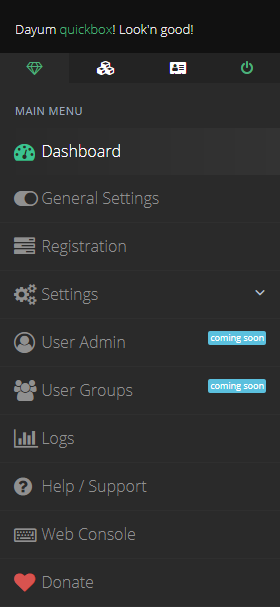 Dayum quickbox! Look'n good!
MAIN MENU
Dashboard
General Settings
Registration
Settings
User Admin coming soon
User Groups coming soon
Logs
Help / Support
Web Console
Donate